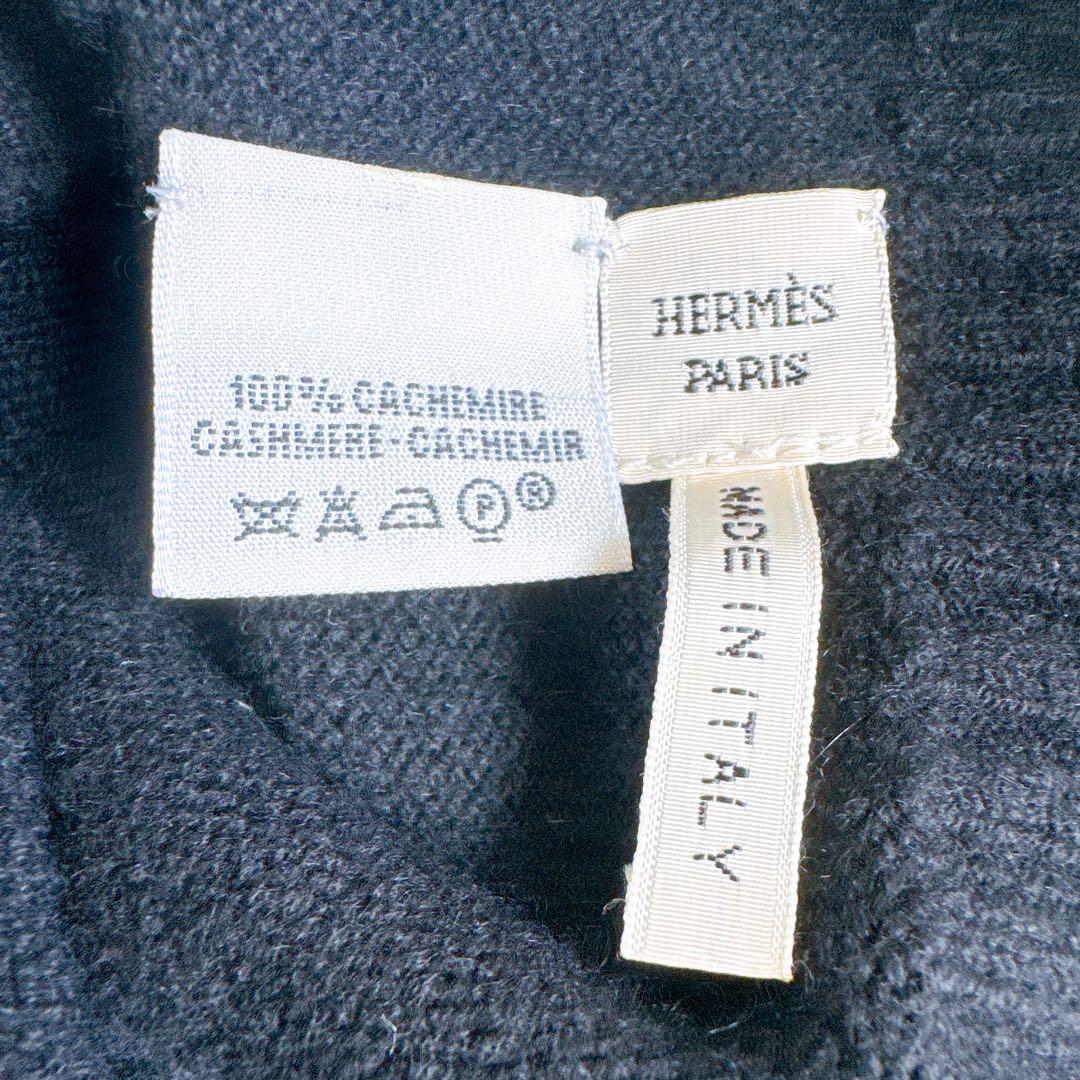 100% CACHEMIRE
CASHMERE-CACHEMIR
P ®
HERMÈS
PARIS
MADE IN ITALY